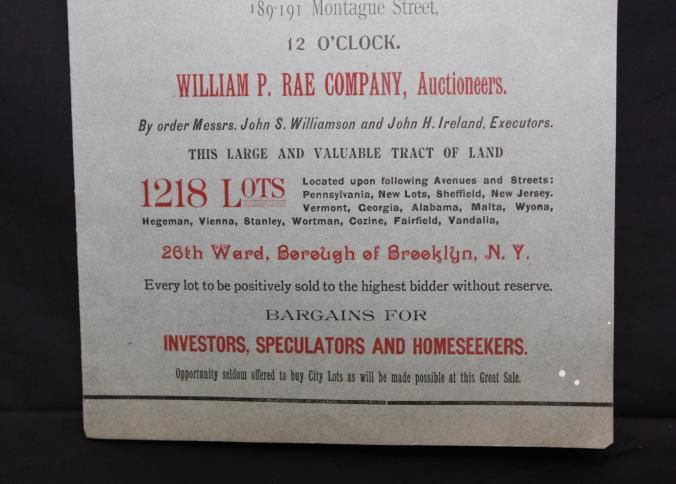 189-191 Montague Street,
12 O'CLOCK.
WILLIAM P. RAE COMPANY, Auctioneers.
By order Messrs. John S. Williamson and John H. Ireland, Executors.
THIS LARGE AND VALUABLE TRACT OF LAND
1218 LOTS
Located upon following Avenues and Streets:
Pennsylvania, New Lots, Sheffield, New Jersey.
Vermont, Georgia, Alabama, Malta, Wyona,
Hegeman, Vienna, Stanley, Wortman, Cozine, Fairfield, Vandalia,
26th Ward, Borough of Brooklyn, N. Y.
Every lot to be positively sold to the highest bidder without reserve.
BARGAINS FOR
INVESTORS, SPECULATORS AND HOMESEEKERS.
Opportunity seldom offered to buy City Lots as will be made possible at this Great Sale.